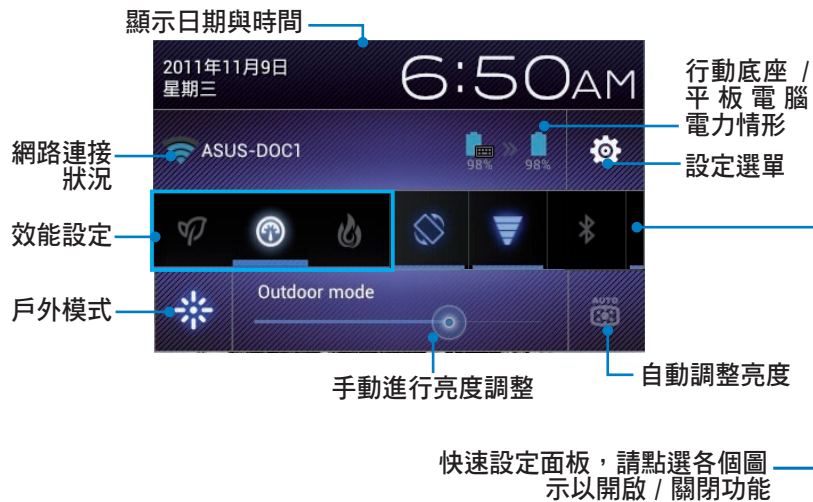 顯示日期與時間
2011年11月9日
星期三
6:50AM
行動底座 /
平板電腦
電力情形
網路連接
狀況
ASUS-DOC1
98%
98%
設定選單
效能設定
戶外模式
Outdoor mode
AUTO
手動進行亮度調整
自動調整亮度
快速設定面板，請點選各個圖
示以開啟 / 關閉功能